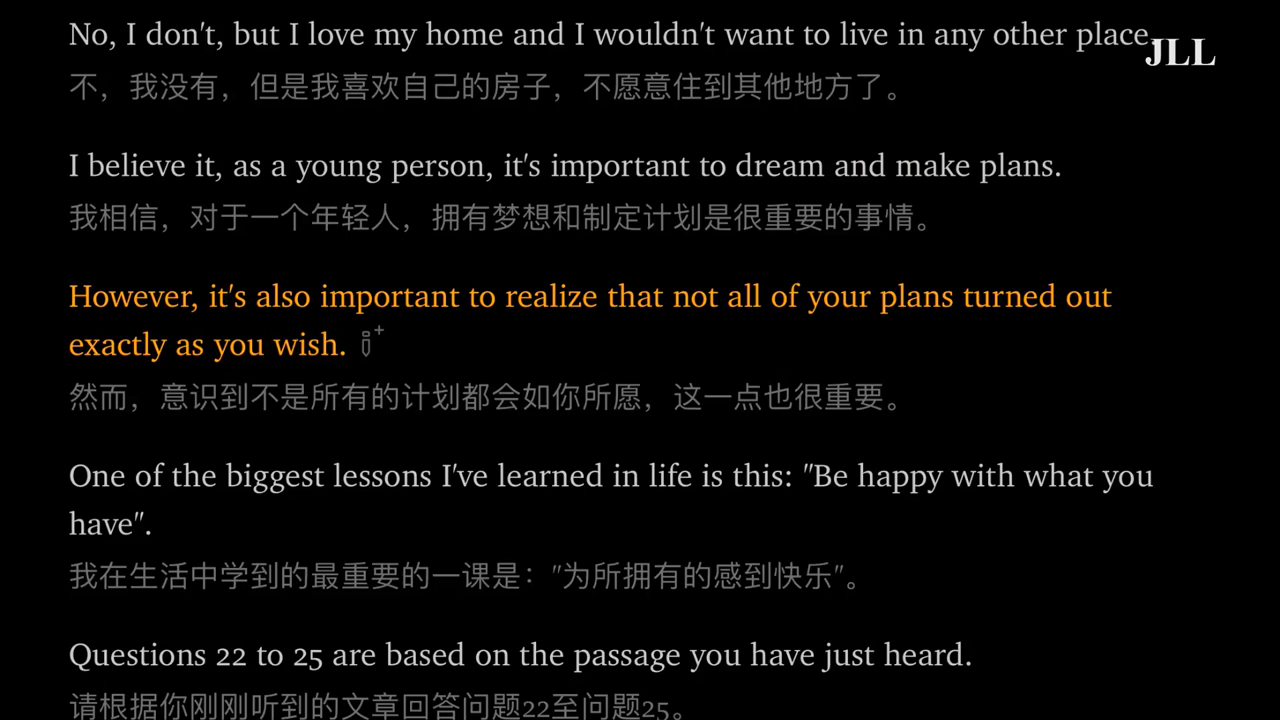 No, I don't, but I love my home and I wouldn't want to live in any other place.
JLL
不，我没有，但是我喜欢自己的房子，不愿意住到其他地方了。
I believe it, as a young person, it's important to dream and make plans.
我相信，对于一个年轻人，拥有梦想和制定计划是很重要的事情。
However, it's also important to realize that not all of your plans turned out
exactly as you wish.
然而，意识到不是所有的计划都会如你所愿，这一点也很重要。
One of the biggest lessons I've learned in life is this: "Be happy with what you
have".
我在生活中学到的最重要的一课是："为所拥有的感到快乐"。
Questions 22 to 25 are based on the passage you have just heard.
请根据你刚刚听到的文章回答问题22至问题25。